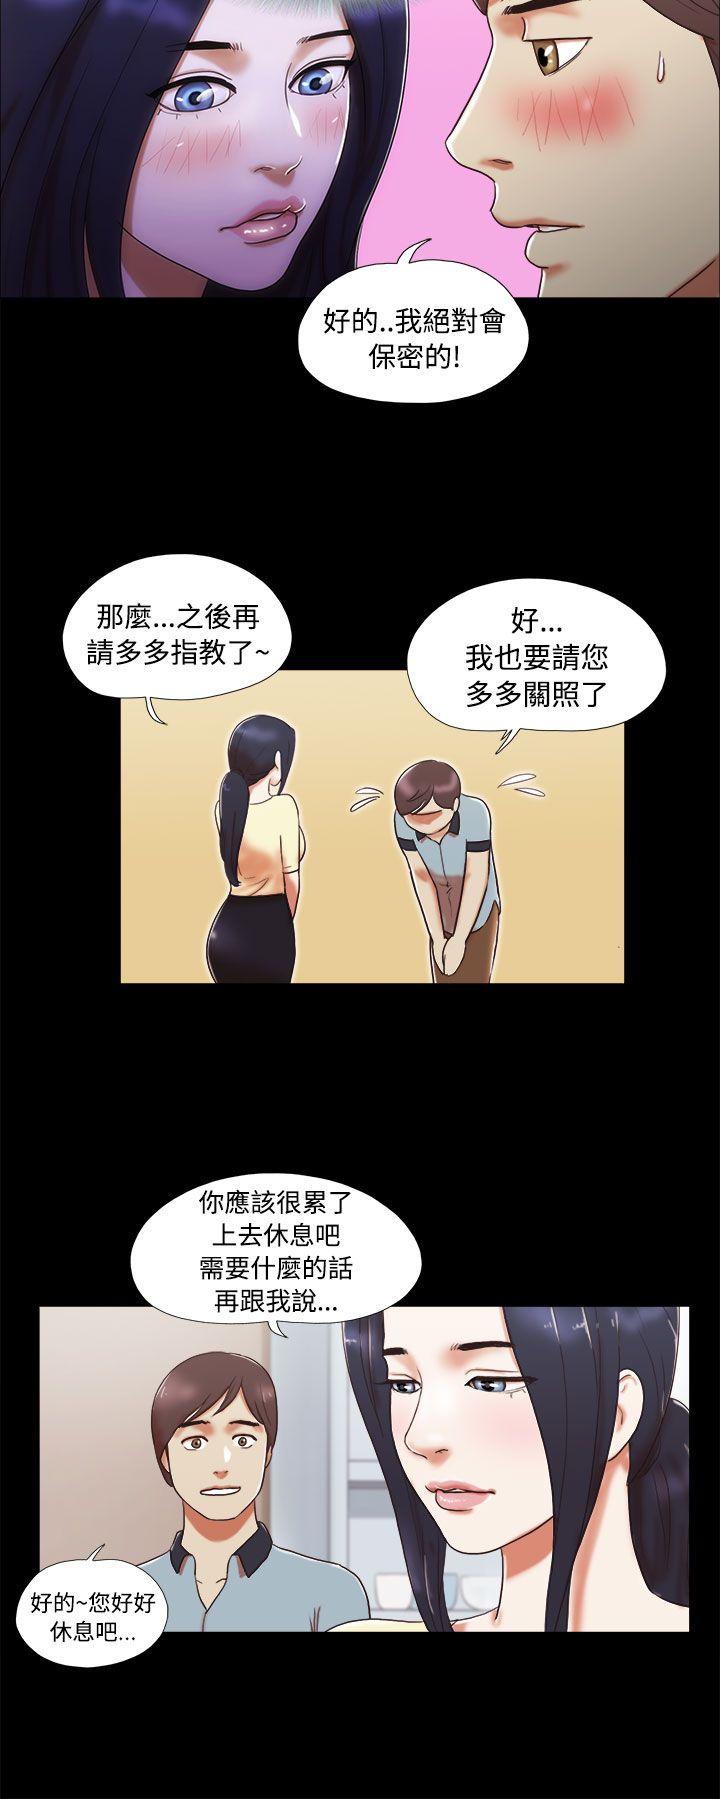 好的..我絕對會
保密的!
那麼...之後再
請多多指教了~
好...
我也要請您
多多關照了
你應該很累了
上去休息吧
需要什麼的話
再跟我說...
好的~您好好
休息吧...